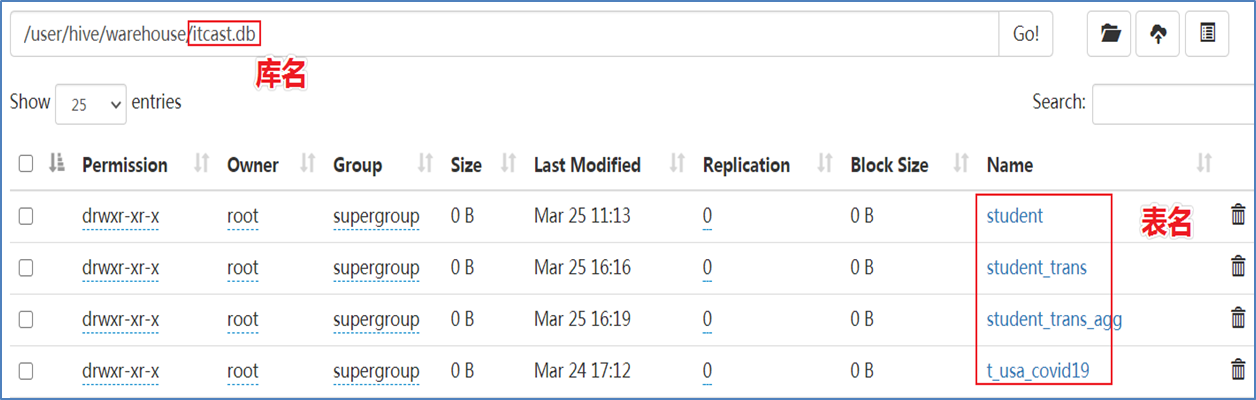 /user/hive/warehouse/itcast.db Go!
库名
Show 25 entries Search:
Permission Owner Group Size Last Modified Replication Block Size Name
drwxr-xr-x root supergroup 0 B Mar 25 11:13 0 0 B student
表名
drwxr-xr-x root supergroup 0 B Mar 25 16:16 0 0 B student_trans
drwxr-xr-x root supergroup 0 B Mar 25 16:19 0 0 B student_trans_agg
drwxr-xr-x root supergroup 0 B Mar 24 17:12 0 0 B t_usa_covid19